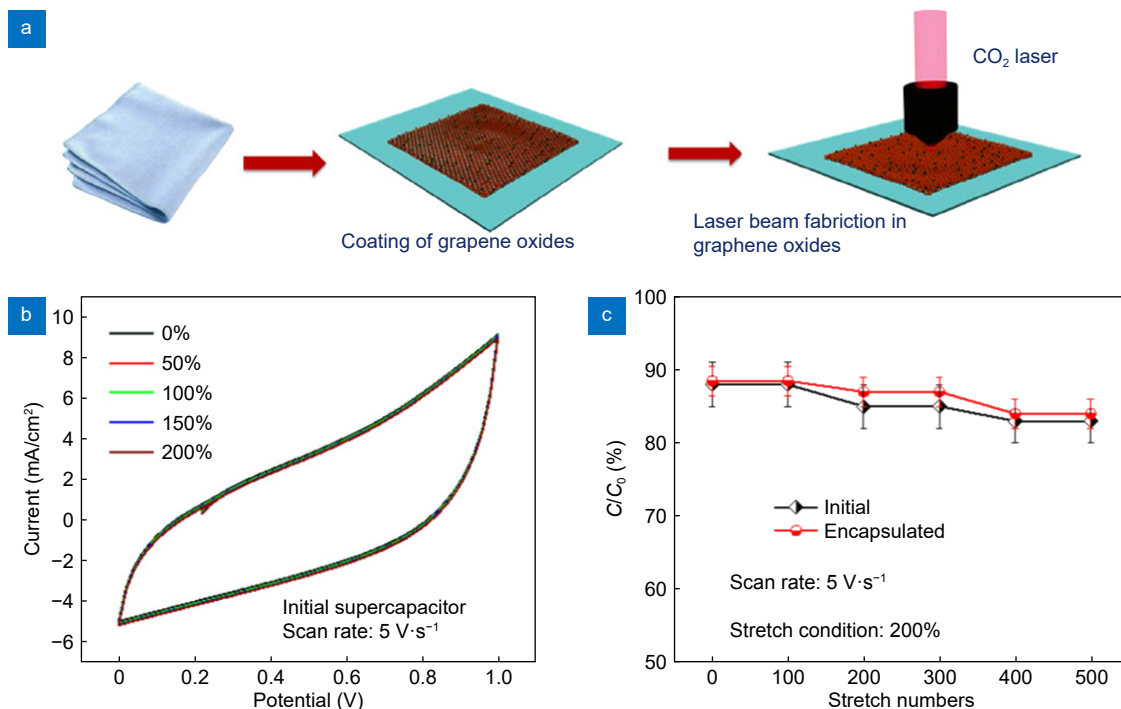 a
CO₂ laser
Coating of grapene oxides
Laser beam fabriction in
graphene oxides
b
10
8
6
4
2
0
−2
−4
−6
Current (mA/cm²)
0%
50%
100%
150%
200%
Initial supercapacitor
Scan rate: 5 V·s⁻¹
0 0.2 0.4 0.6 0.8 1.0
Potential (V)
c
100
90
80
70
60
50
C/C₀ (%)
Initial
Encapsulated
Scan rate: 5 V·s⁻¹
Stretch condition: 200%
0 100 200 300 400 500
Stretch numbers